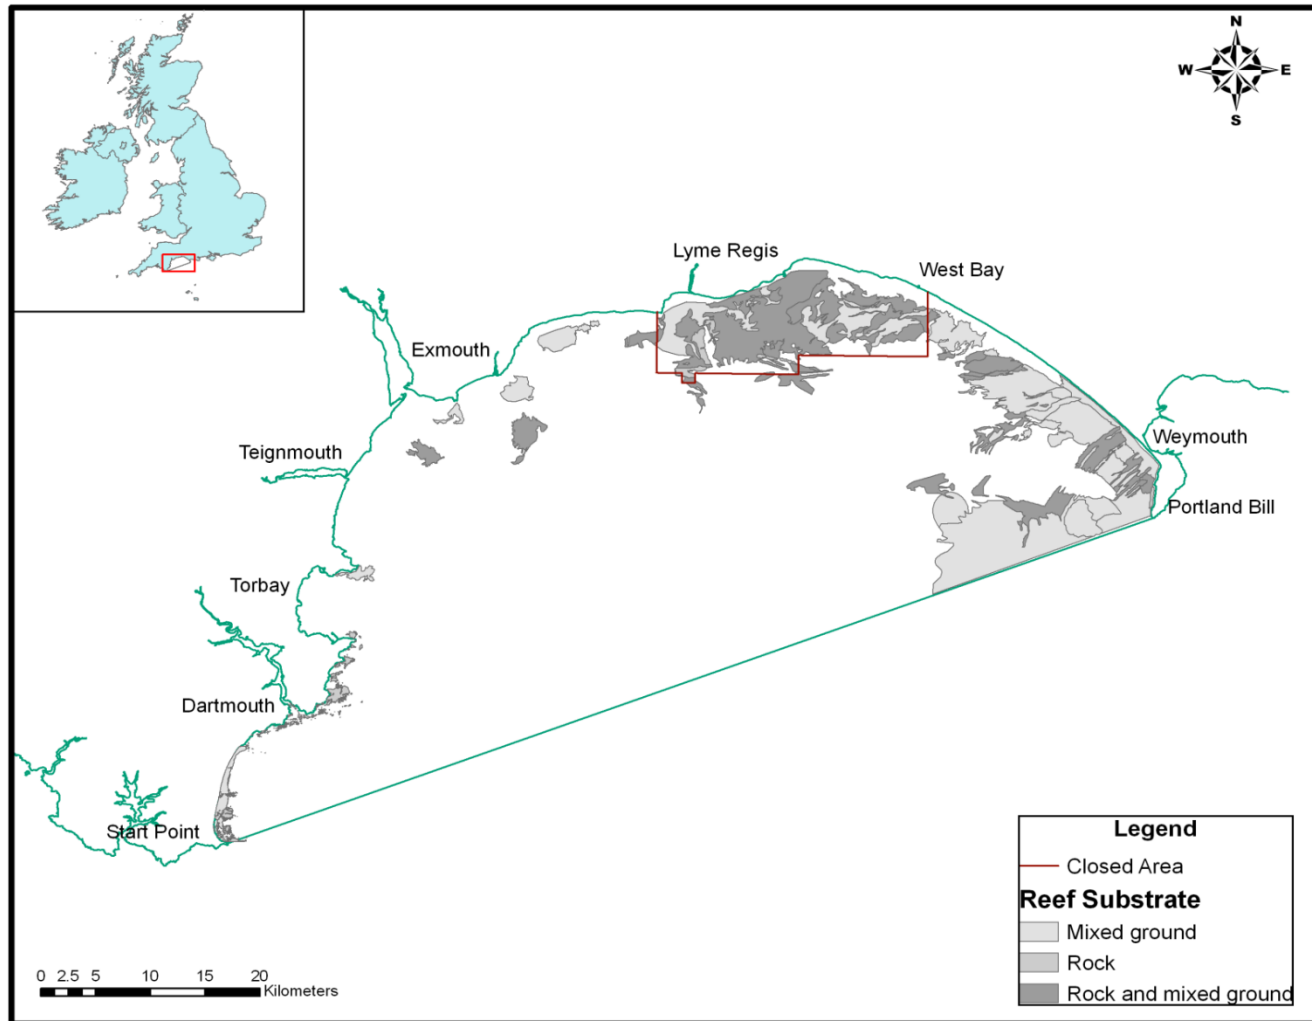 N
W E
S
Lyme Regis
West Bay
Exmouth
Weymouth
Teignmouth
Portland Bill
Torbay
Dartmouth
Start Point
Legend
Closed Area
Reef Substrate
Mixed ground
Rock
Rock and mixed ground
0 2.5 5 10 15 20
Kilometers